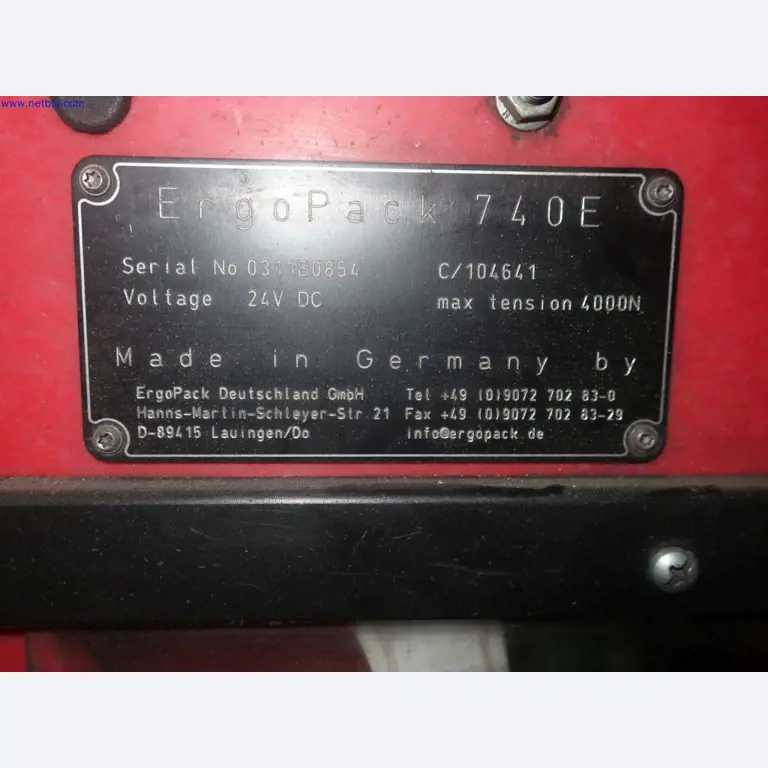 www.netbid.com
ErgoPack 740E
Serial No 0311E0854 C/104641
Voltage 24V DC max tension 4000N
Made in Germany by
ErgoPack Deutschland GmbH Tel +49 (0)9072 702 83-0
Hanns-Martin-Schleyer-Str 21 Fax +49 (0)9072 702 83-29
D-89415 Lauingen/Do info@ergopack.de